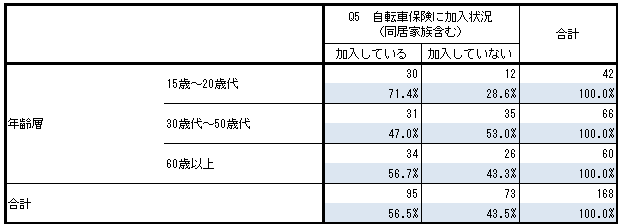 Q5 自転車保険に加入状況
（同居家族含む） 合計
加入している 加入していない
年齢層 15歳～20歳代 30 12 42
71.4% 28.6% 100.0%
30歳代～50歳代 31 35 66
47.0% 53.0% 100.0%
60歳以上 34 26 60
56.7% 43.3% 100.0%
合計 95 73 168
56.5% 43.5% 100.0%